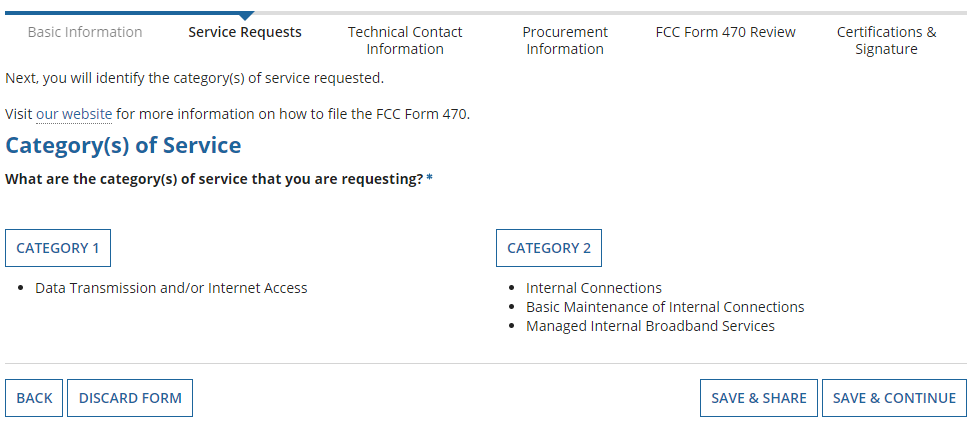 Basic Information
Service Requests
Technical Contact
Information
Procurement
Information
FCC Form 470 Review
Certifications &
Signature
Next, you will identify the category(s) of service requested.
Visit our website for more information on how to file the FCC Form 470.
Category(s) of Service
What are the category(s) of service that you are requesting? *
CATEGORY 1
• Data Transmission and/or Internet Access
CATEGORY 2
• Internal Connections
• Basic Maintenance of Internal Connections
• Managed Internal Broadband Services
BACK
DISCARD FORM
SAVE & SHARE
SAVE & CONTINUE